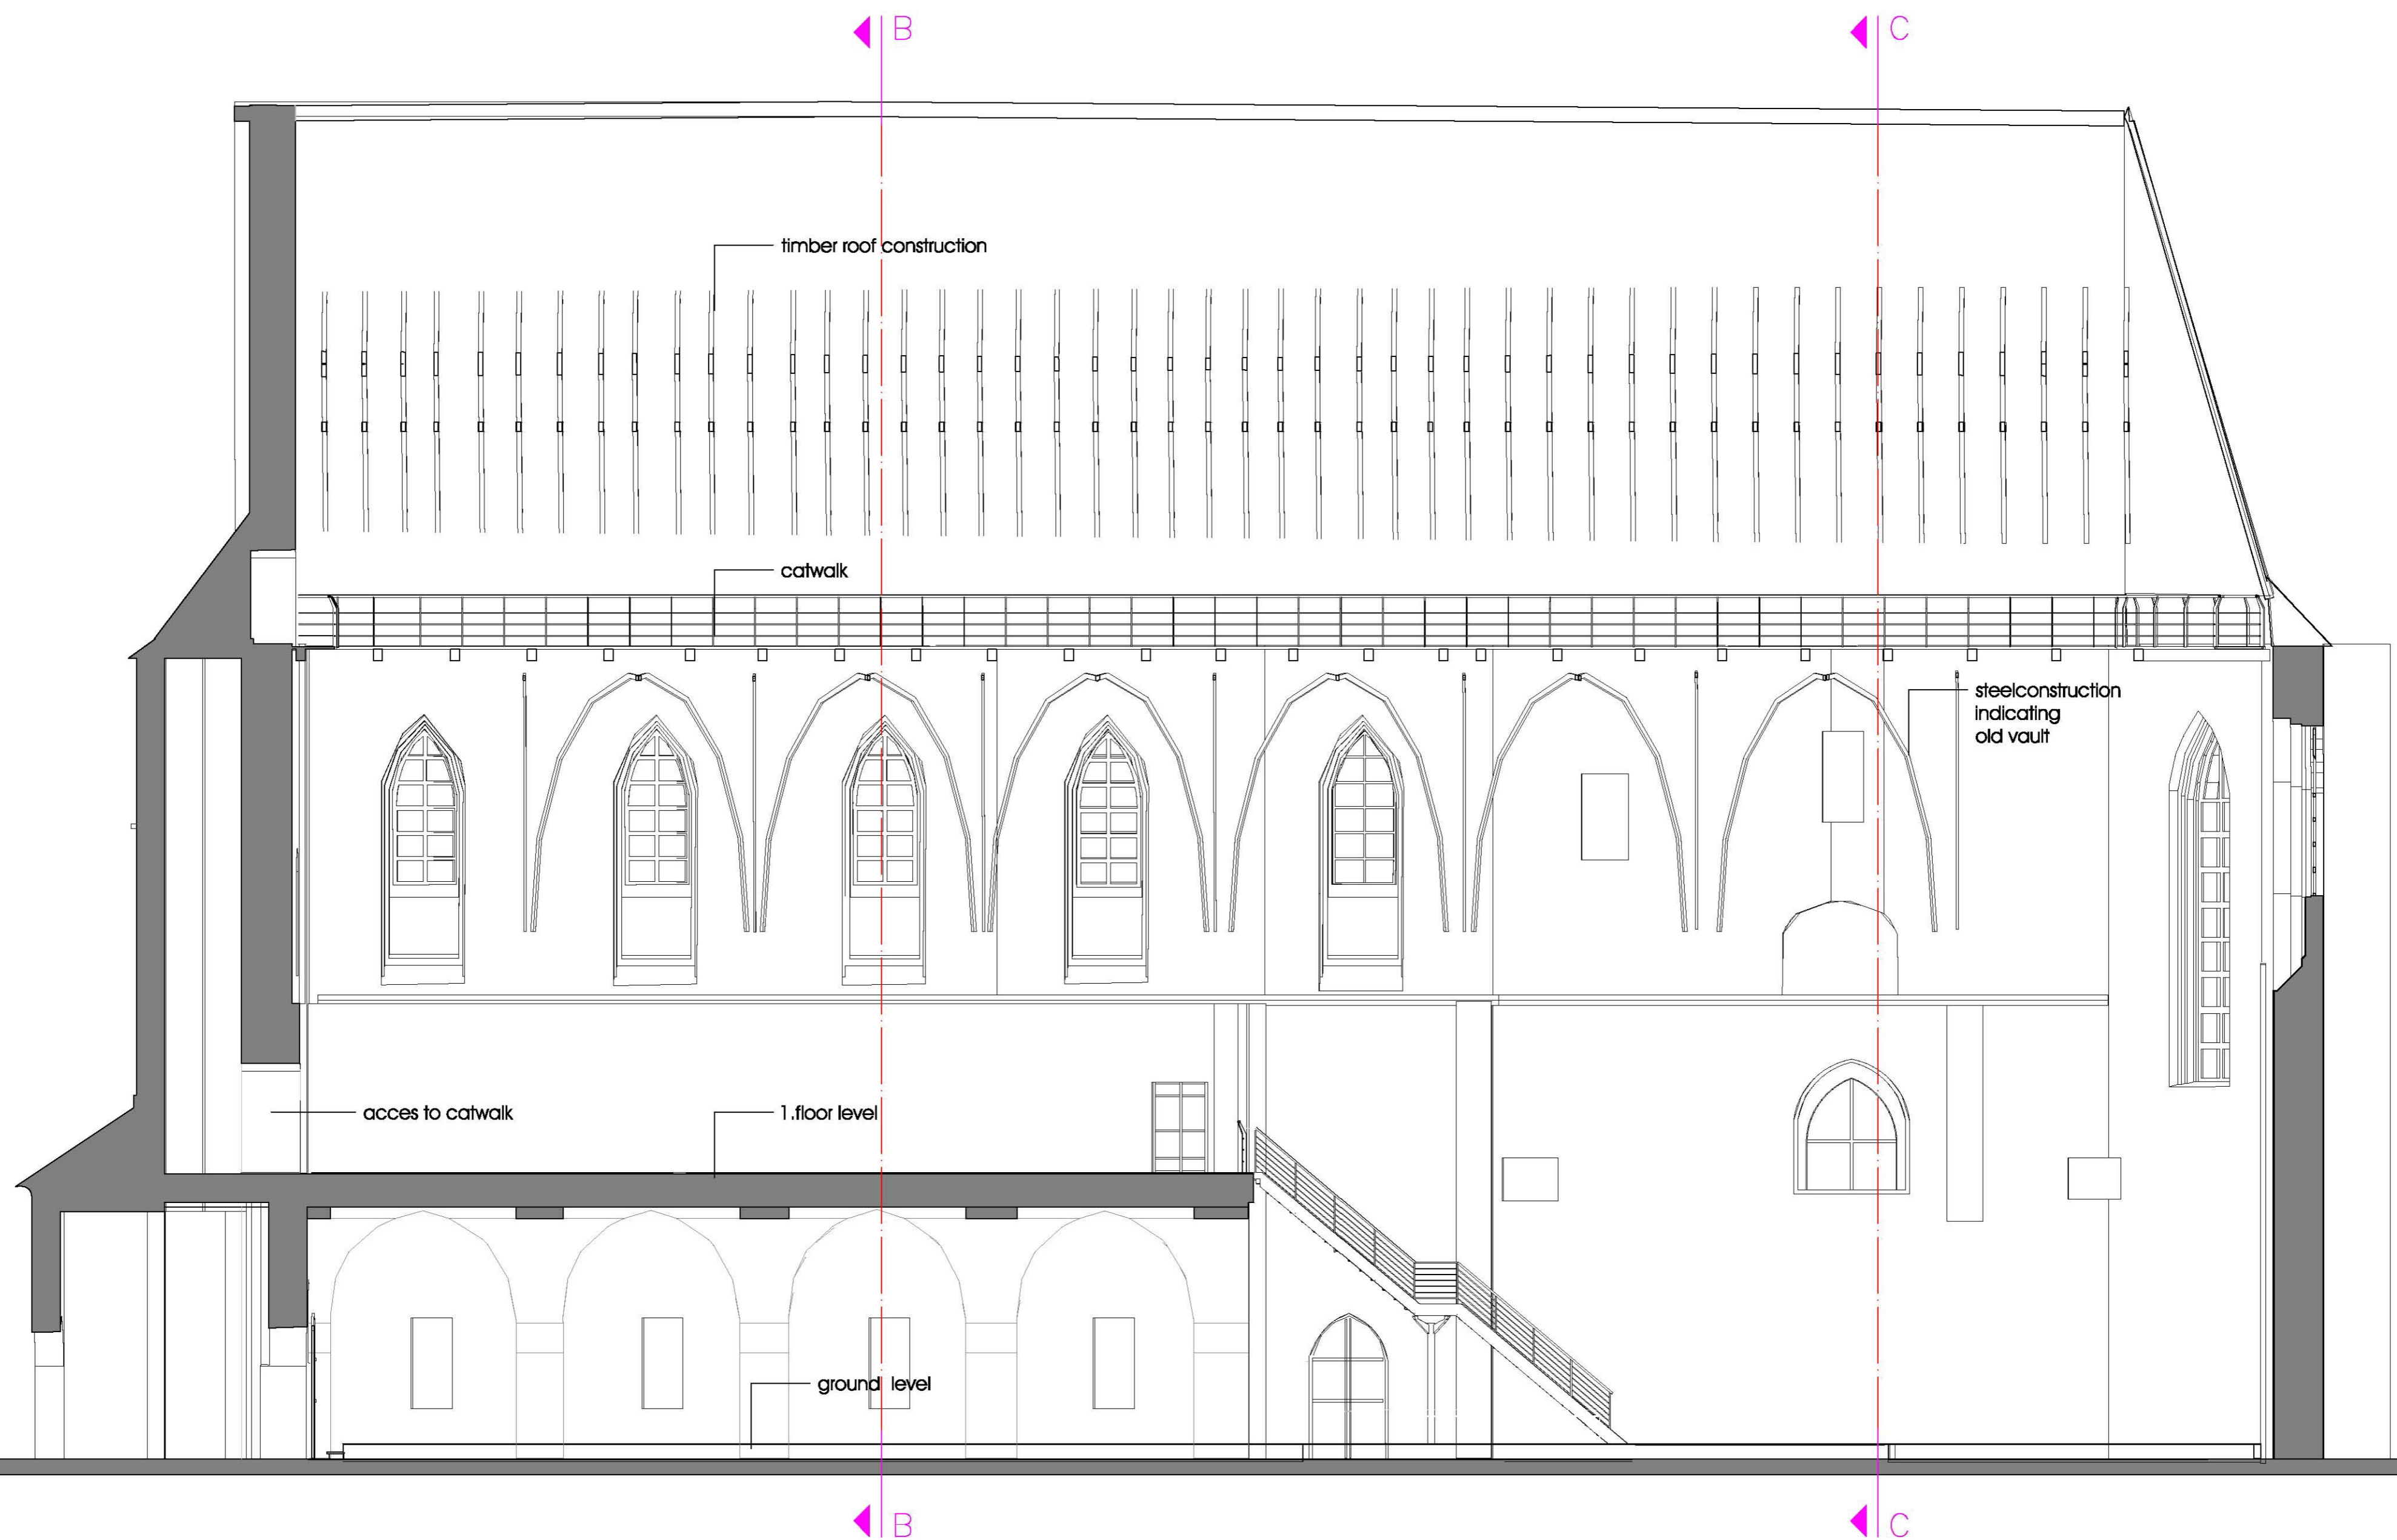 B
C
timber roof construction
catwalk
steelconstruction
indicating
old vault
acces to catwalk
1.floor level
ground level
B
C